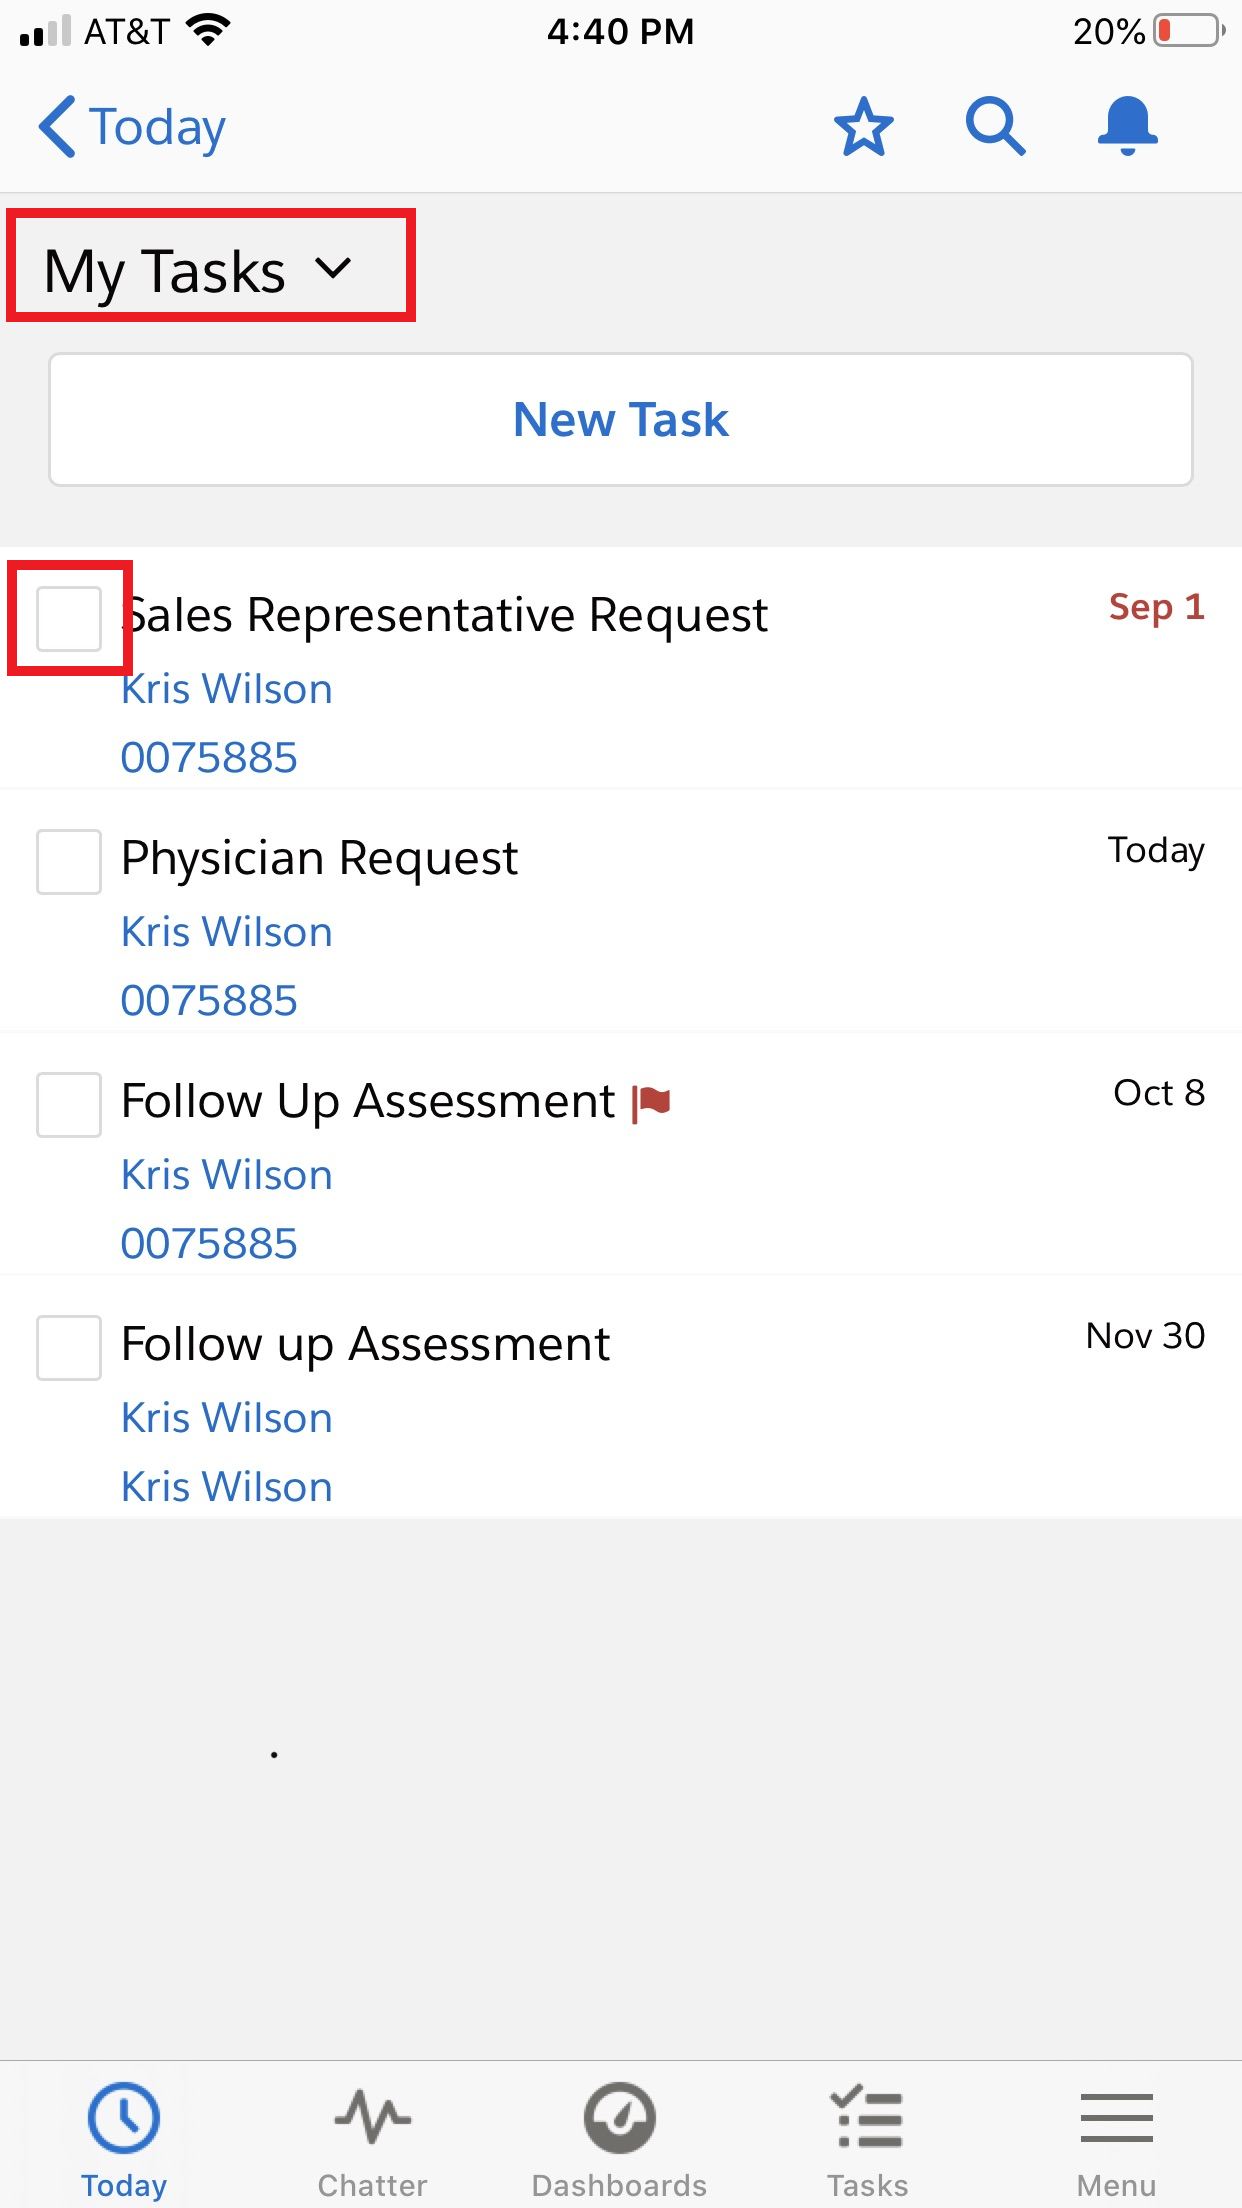 AT&T 4:40 PM 20%
Today
My Tasks
New Task
Sales Representative Request Sep 1
Kris Wilson
0075885
Physician Request Today
Kris Wilson
0075885
Follow Up Assessment Oct 8
Kris Wilson
0075885
Follow up Assessment Nov 30
Kris Wilson
Kris Wilson
Today Chatter Dashboards Tasks Menu